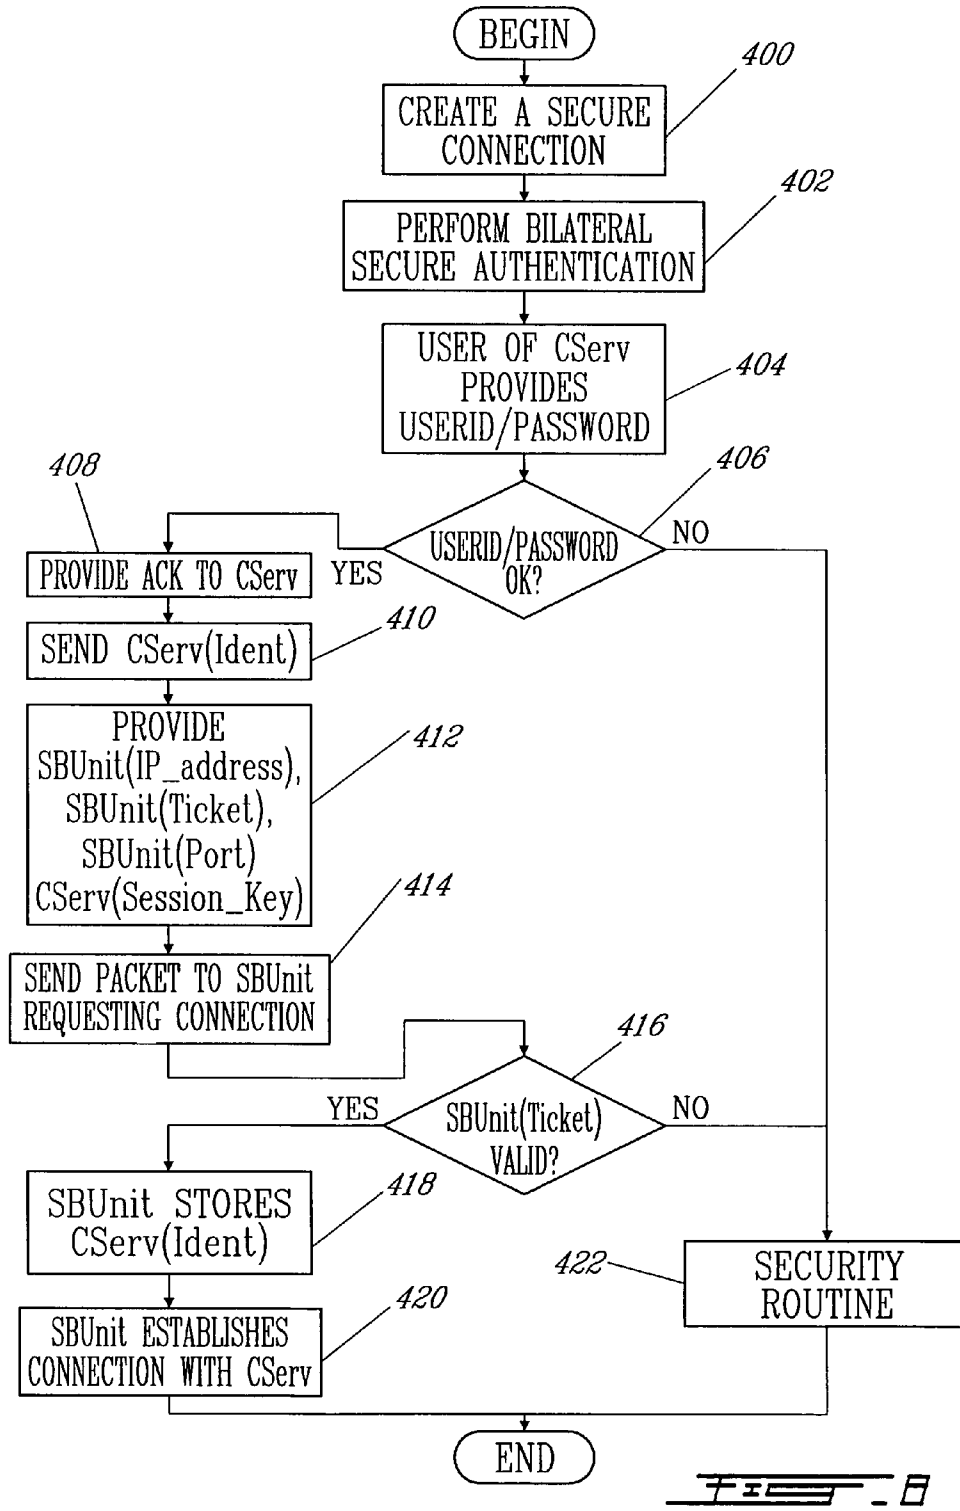 BEGIN
400
CREATE A SECURE
CONNECTION
402
PERFORM BILATERAL
SECURE AUTHENTICATION
USER OF CServ
PROVIDES
USERID/PASSWORD
404
406
408
USERID/PASSWORD
OK?
NO
YES
PROVIDE ACK TO CServ
410
SEND CServ(Ident)
PROVIDE
SBUnit(IP_address),
SBUnit(Ticket),
SBUnit(Port)
CServ(Session_Key)
412
414
SEND PACKET TO SBUnit
REQUESTING CONNECTION
416
SBUnit(Ticket)
VALID?
YES
NO
SBUnit STORES
CServ(Ident)
418
422
SECURITY
ROUTINE
420
SBUnit ESTABLISHES
CONNECTION WITH CServ
END
Fig_8